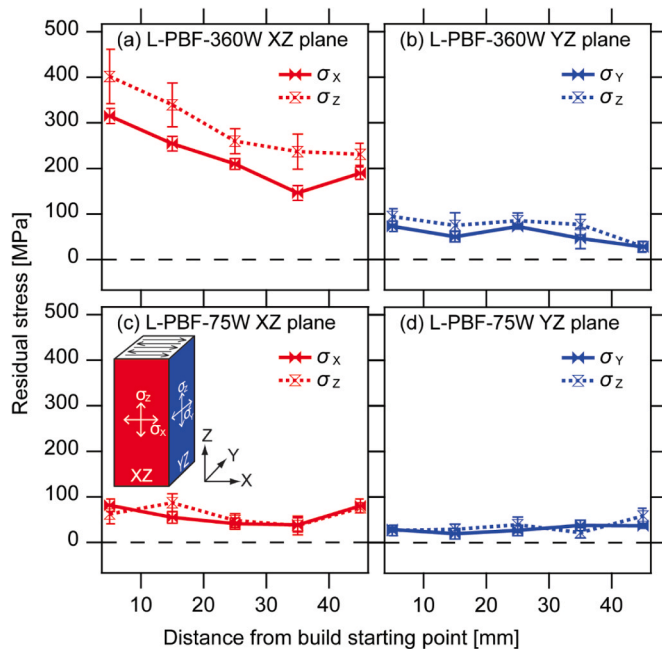 Residual stress [MPa]
500
400
300
200
100
0
(a) L-PBF-360W XZ plane
σX
σZ
(b) L-PBF-360W YZ plane
σY
σZ
500
400
300
200
100
0
(c) L-PBF-75W XZ plane
σX
σZ
σZ
σX
XZ
σZ
YZ
Z
Y
X
(d) L-PBF-75W YZ plane
σY
σZ
10 20 30 40
10 20 30 40
Distance from build starting point [mm]